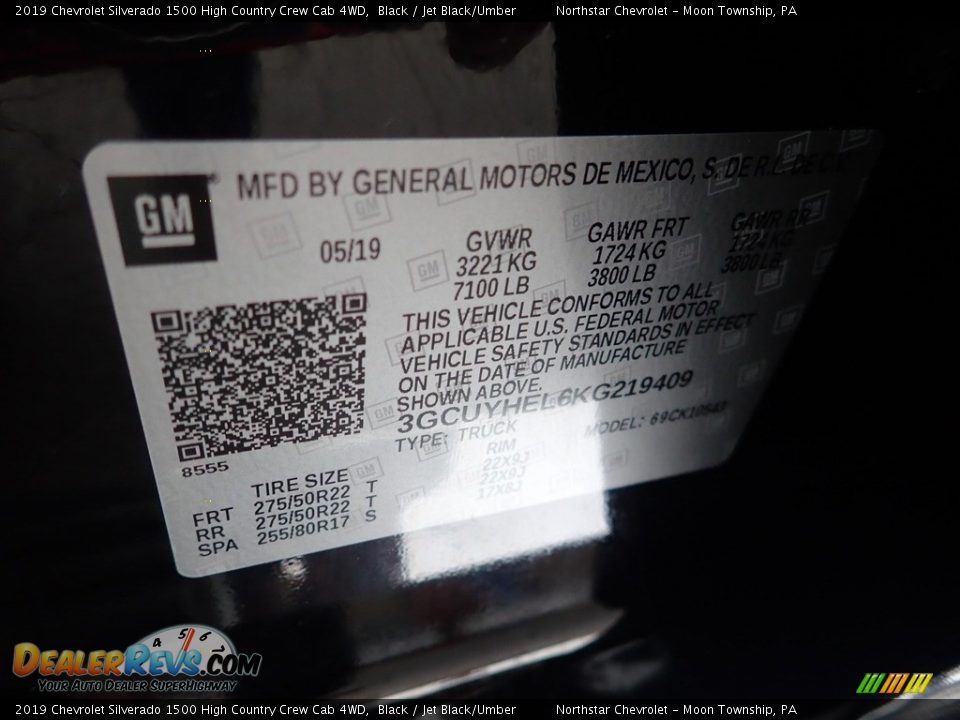 2019 Chevrolet Silverado 1500 High Country Crew Cab 4WD, Black / Jet Black/Umber Northstar Chevrolet - Moon Township, PA
GM
MFD BY GENERAL MOTORS DE MEXICO, S. DE R.L. DE C.
05/19
GVWR GAWR FRT GAWR RR
3221 KG 1724 KG 1724 KG
7100 LB 3800 LB 3800 LB
THIS VEHICLE CONFORMS TO ALL
APPLICABLE U.S. FEDERAL MOTOR
VEHICLE SAFETY STANDARDS IN EFFECT
ON THE DATE OF MANUFACTURE
SHOWN ABOVE.
3GCUYHEL6KG219409
TYPE: TRUCK MODEL: 69CK10543
8555
TIRE SIZE RIM
FRT 275/50R22 T 22X9J
RR 275/50R22 T 22X9J
SPA 255/80R17 S 17X8J
4 5 6
DealerRevs.com
Your Auto Dealer SuperHighway
2019 Chevrolet Silverado 1500 High Country Crew Cab 4WD, Black / Jet Black/Umber Northstar Chevrolet - Moon Township, PA